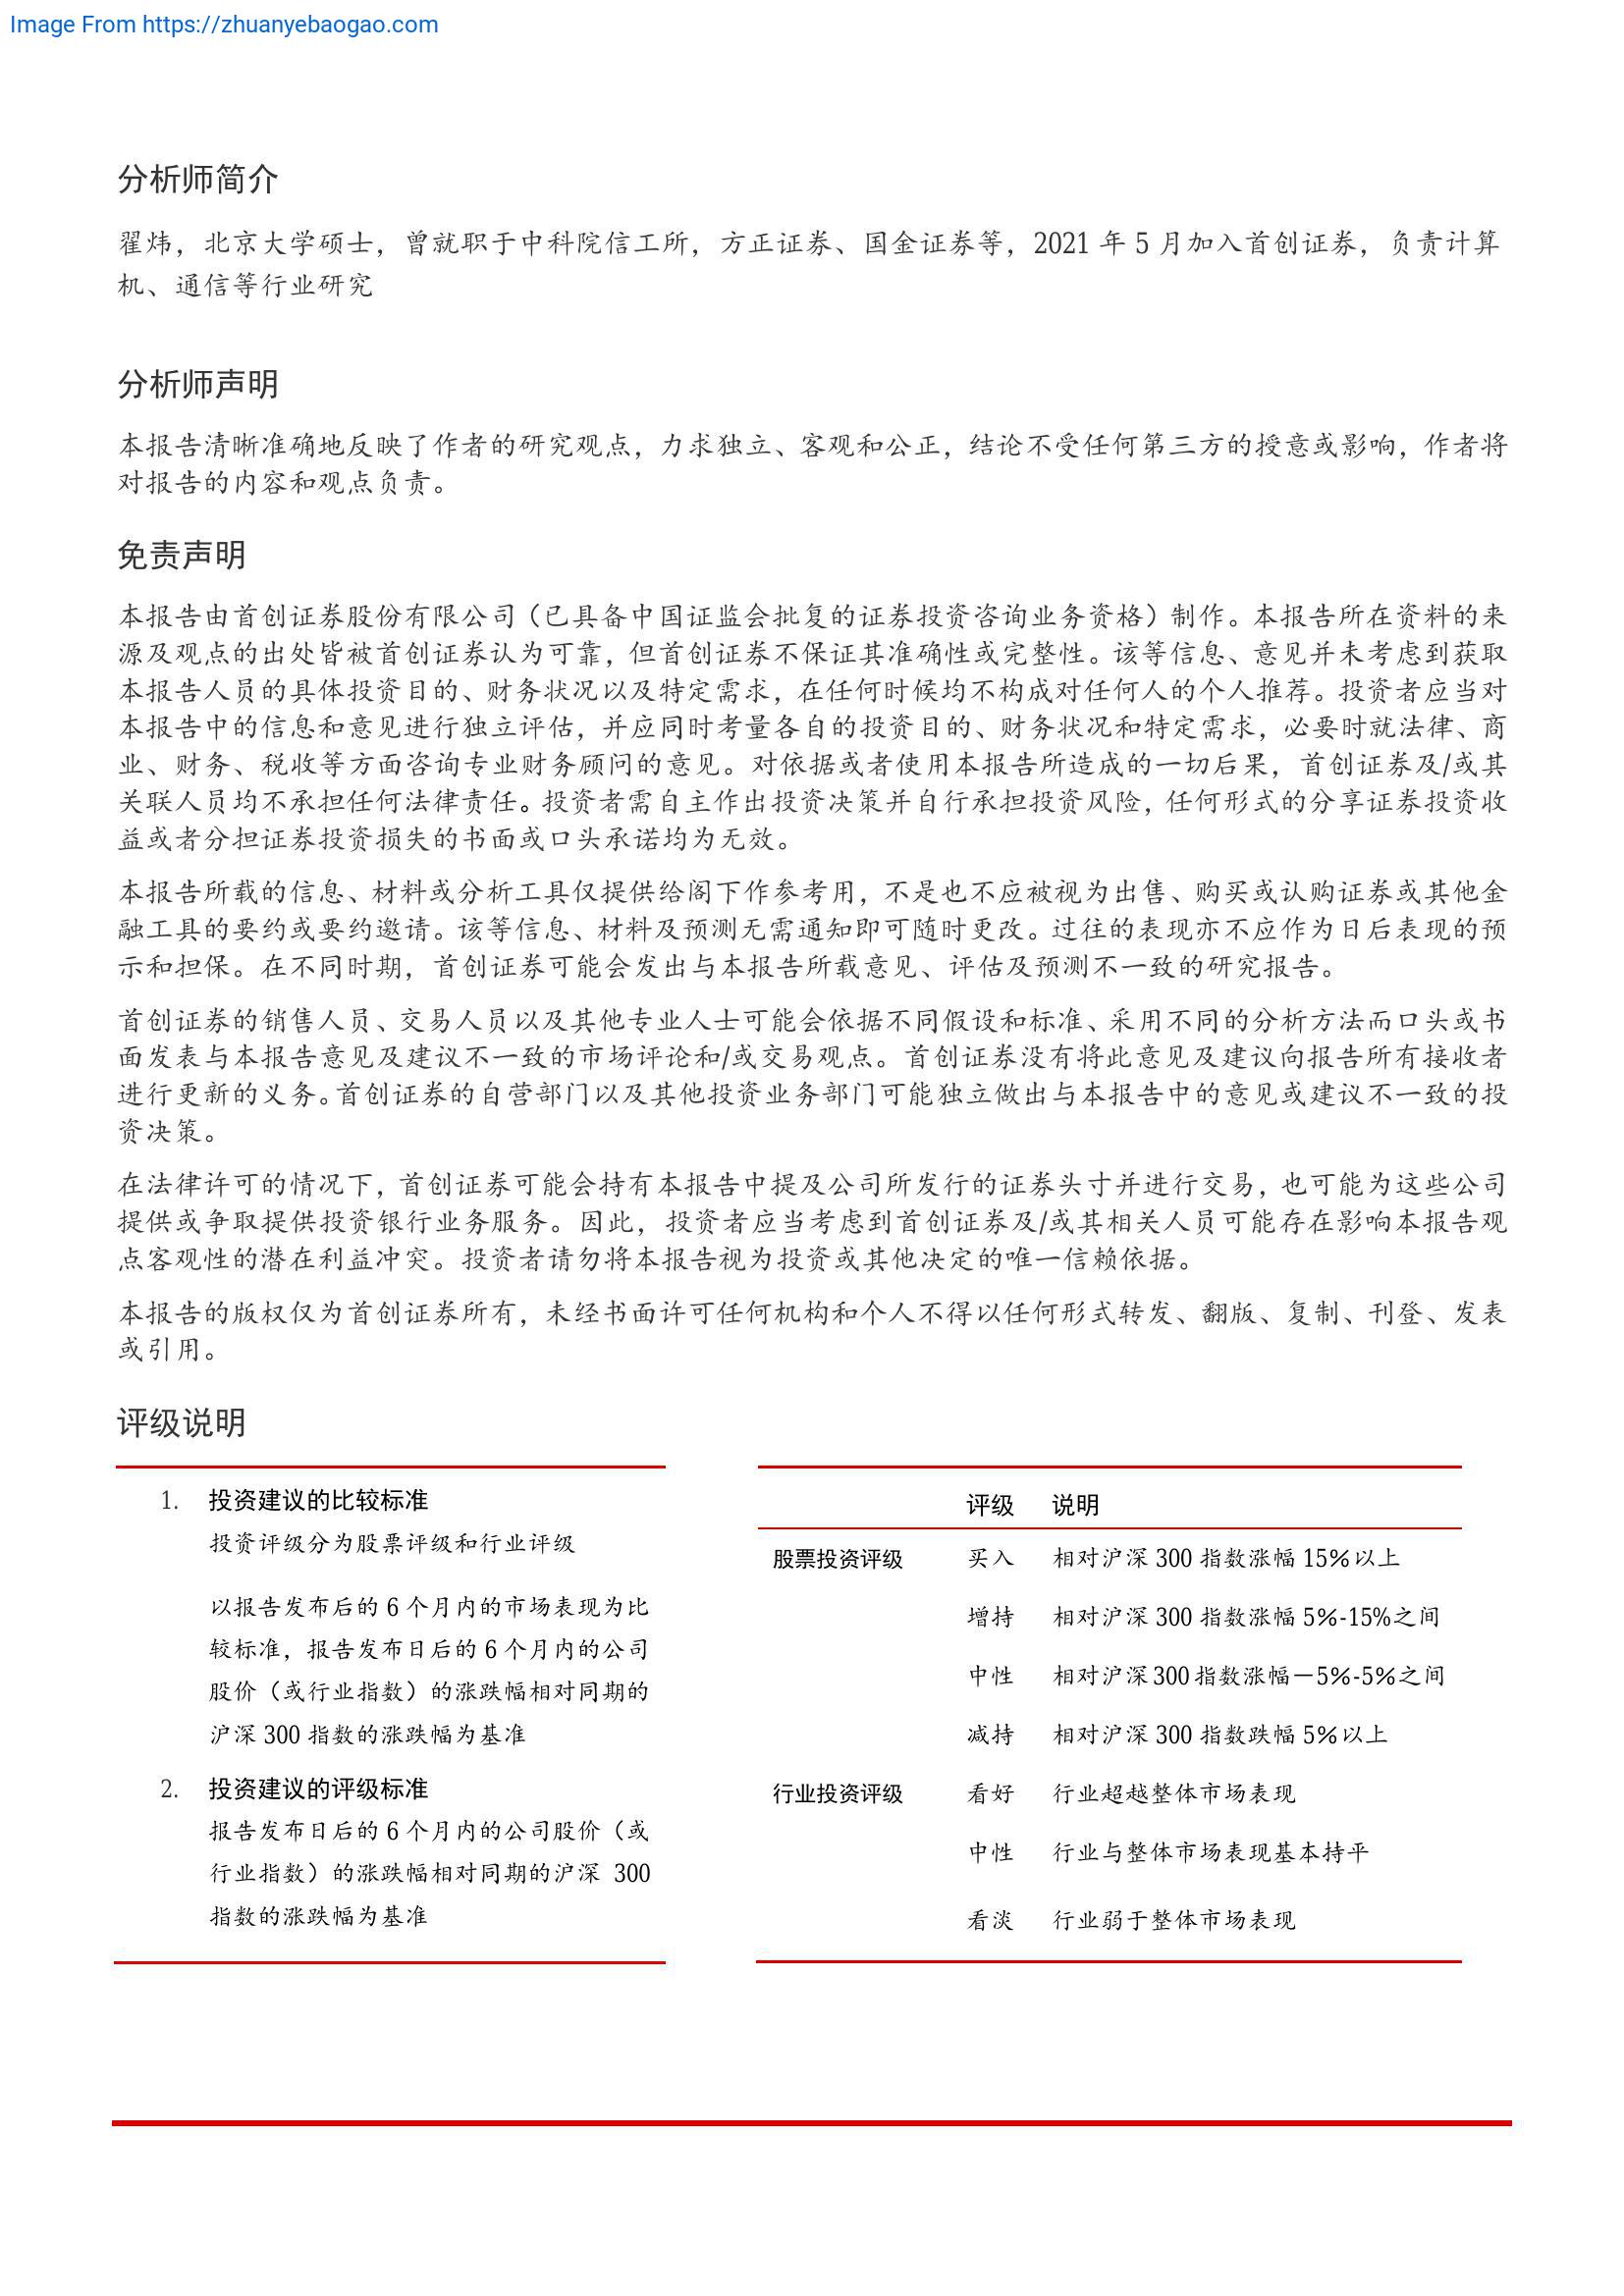 Image From https://zhuanyebaogao.com
分析师简介
翟炜，北京大学硕士，曾就职于中科院信工所，方正证券、国金证券等，2021 年 5 月加入首创证券，负责计算
机、通信等行业研究
分析师声明
本报告清晰准确地反映了作者的研究观点，力求独立、客观和公正，结论不受任何第三方的授意或影响，作者将
对报告的内容和观点负责。
免责声明
本报告由首创证券股份有限公司（已具备中国证监会批复的证券投资咨询业务资格）制作。本报告所在资料的来
源及观点的出处皆被首创证券认为可靠，但首创证券不保证其准确性或完整性。该等信息、意见并未考虑到获取
本报告人员的具体投资目的、财务状况以及特定需求，在任何时候均不构成对任何人的个人推荐。投资者应当对
本报告中的信息和意见进行独立评估，并应同时考量各自的投资目的、财务状况和特定需求，必要时就法律、商
业、财务、税收等方面咨询专业财务顾问的意见。对依据或者使用本报告所造成的一切后果，首创证券及/或其
关联人员均不承担任何法律责任。投资者需自主作出投资决策并自行承担投资风险，任何形式的分享证券投资收
益或者分担证券投资损失的书面或口头承诺均为无效。
本报告所载的信息、材料或分析工具仅提供给阁下作参考用，不是也不应被视为出售、购买或认购证券或其他金
融工具的要约或要约邀请。该等信息、材料及预测无需通知即可随时更改。过往的表现亦不应作为日后表现的预
示和担保。在不同时期，首创证券可能会发出与本报告所载意见、评估及预测不一致的研究报告。
首创证券的销售人员、交易人员以及其他专业人士可能会依据不同假设和标准、采用不同的分析方法而口头或书
面发表与本报告意见及建议不一致的市场评论和/或交易观点。首创证券没有将此意见及建议向报告所有接收者
进行更新的义务。首创证券的自营部门以及其他投资业务部门可能独立做出与本报告中的意见或建议不一致的投
资决策。
在法律许可的情况下，首创证券可能会持有本报告中提及公司所发行的证券头寸并进行交易，也可能为这些公司
提供或争取提供投资银行业务服务。因此，投资者应当考虑到首创证券及/或其相关人员可能存在影响本报告观
点客观性的潜在利益冲突。投资者请勿将本报告视为投资或其他决定的唯一信赖依据。
本报告的版权仅为首创证券所有，未经书面许可任何机构和个人不得以任何形式转发、翻版、复制、刊登、发表
或引用。
评级说明
1. 投资建议的比较标准
投资评级分为股票评级和行业评级
以报告发布后的 6 个月内的市场表现为比
较标准，报告发布日后的 6 个月内的公司
股价（或行业指数）的涨跌幅相对同期的
沪深 300 指数的涨跌幅为基准
2. 投资建议的评级标准
报告发布日后的 6 个月内的公司股价（或
行业指数）的涨跌幅相对同期的沪深 300
指数的涨跌幅为基准
评级 说明
股票投资评级 买入 相对沪深 300 指数涨幅 15％以上
增持 相对沪深 300 指数涨幅 5％-15％之间
中性 相对沪深 300 指数涨幅－5％-5％之间
减持 相对沪深 300 指数跌幅 5％以上
行业投资评级 看好 行业超越整体市场表现
中性 行业与整体市场表现基本持平
看淡 行业弱于整体市场表现